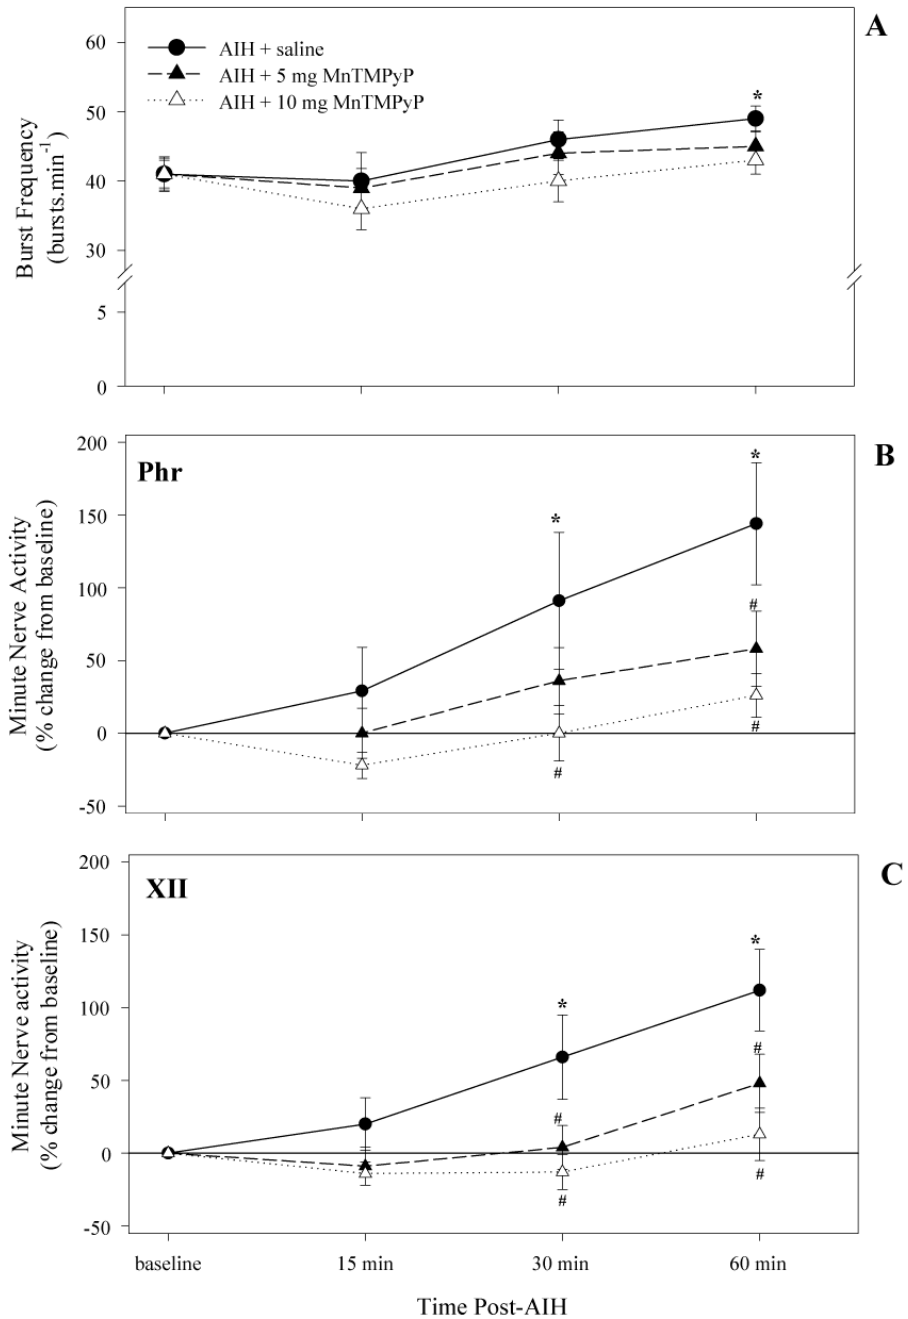 A
60
AIH + saline
AIH + 5 mg MnTMPyP
AIH + 10 mg MnTMPyP
*
50
40
30
5
0
Burst Frequency
(bursts.min-1)
B
200
Phr
*
*
150
100
#
50
0
#
#
-50
Minute Nerve Activity
(% change from baseline)
C
200
XII
*
150
*
100
#
50
#
0
#
#
-50
Minute Nerve activity
(% change from baseline)
baseline 15 min 30 min 60 min
Time Post-AIH